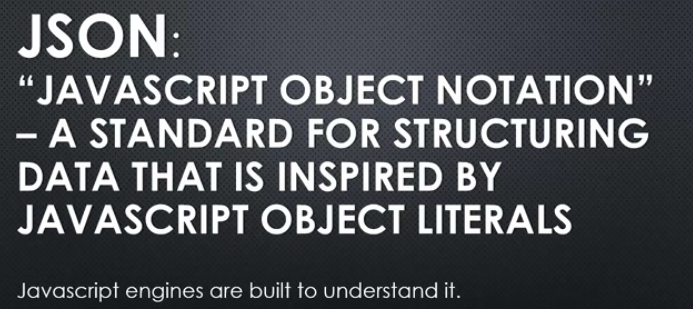 JSON:
“JAVASCRIPT OBJECT NOTATION”
– A STANDARD FOR STRUCTURING
DATA THAT IS INSPIRED BY
JAVASCRIPT OBJECT LITERALS
Javascript engines are built to understand it.